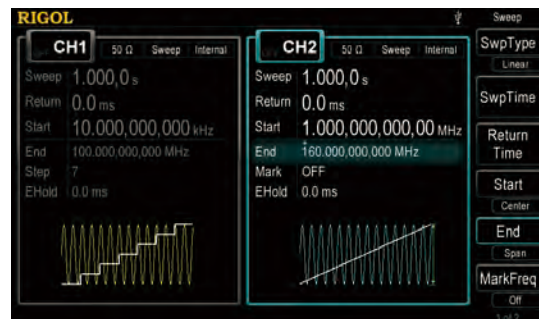 RIGOL
Sweep
CH1 50 Ω Sweep Internal
Sweep 1.000,0 s
Return 0.0 ms
Start 10.000,000,000 kHz
End 100.000,000,000 MHz
Step 7
EHold 0.0 ms
CH2 50 Ω Sweep Internal
Sweep 1.000,0 s
Return 0.0 ms
Start 1.000,000,000,00 MHz
End 160.000,000,000 MHz
Mark OFF
EHold 0.0 ms
SwpType
Linear
SwpTime
Return
Time
Start
Center
End
Span
MarkFreq
Off
1 of 2